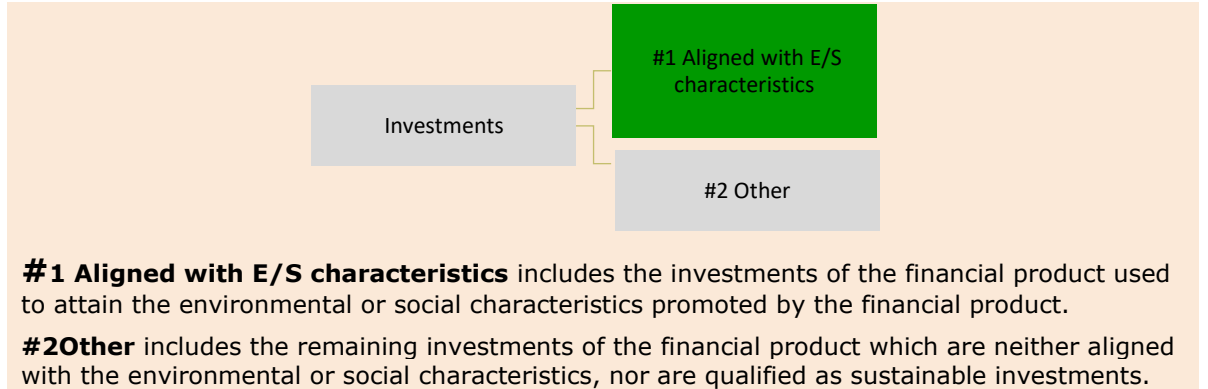 #1 Aligned with E/S
characteristics
Investments
#2 Other
#1 Aligned with E/S characteristics includes the investments of the financial product used
to attain the environmental or social characteristics promoted by the financial product.
#2Other includes the remaining investments of the financial product which are neither aligned
with the environmental or social characteristics, nor are qualified as sustainable investments.